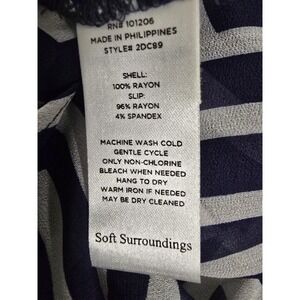 RN# 101206
MADE IN PHILIPPINES
STYLE# 2DC89
SHELL:
100% RAYON
SLIP:
96% RAYON
4% SPANDEX
MACHINE WASH COLD
GENTLE CYCLE
ONLY NON-CHLORINE
BLEACH WHEN NEEDED
HANG TO DRY
WARM IRON IF NEEDED
MAY BE DRY CLEANED
Soft Surroundings